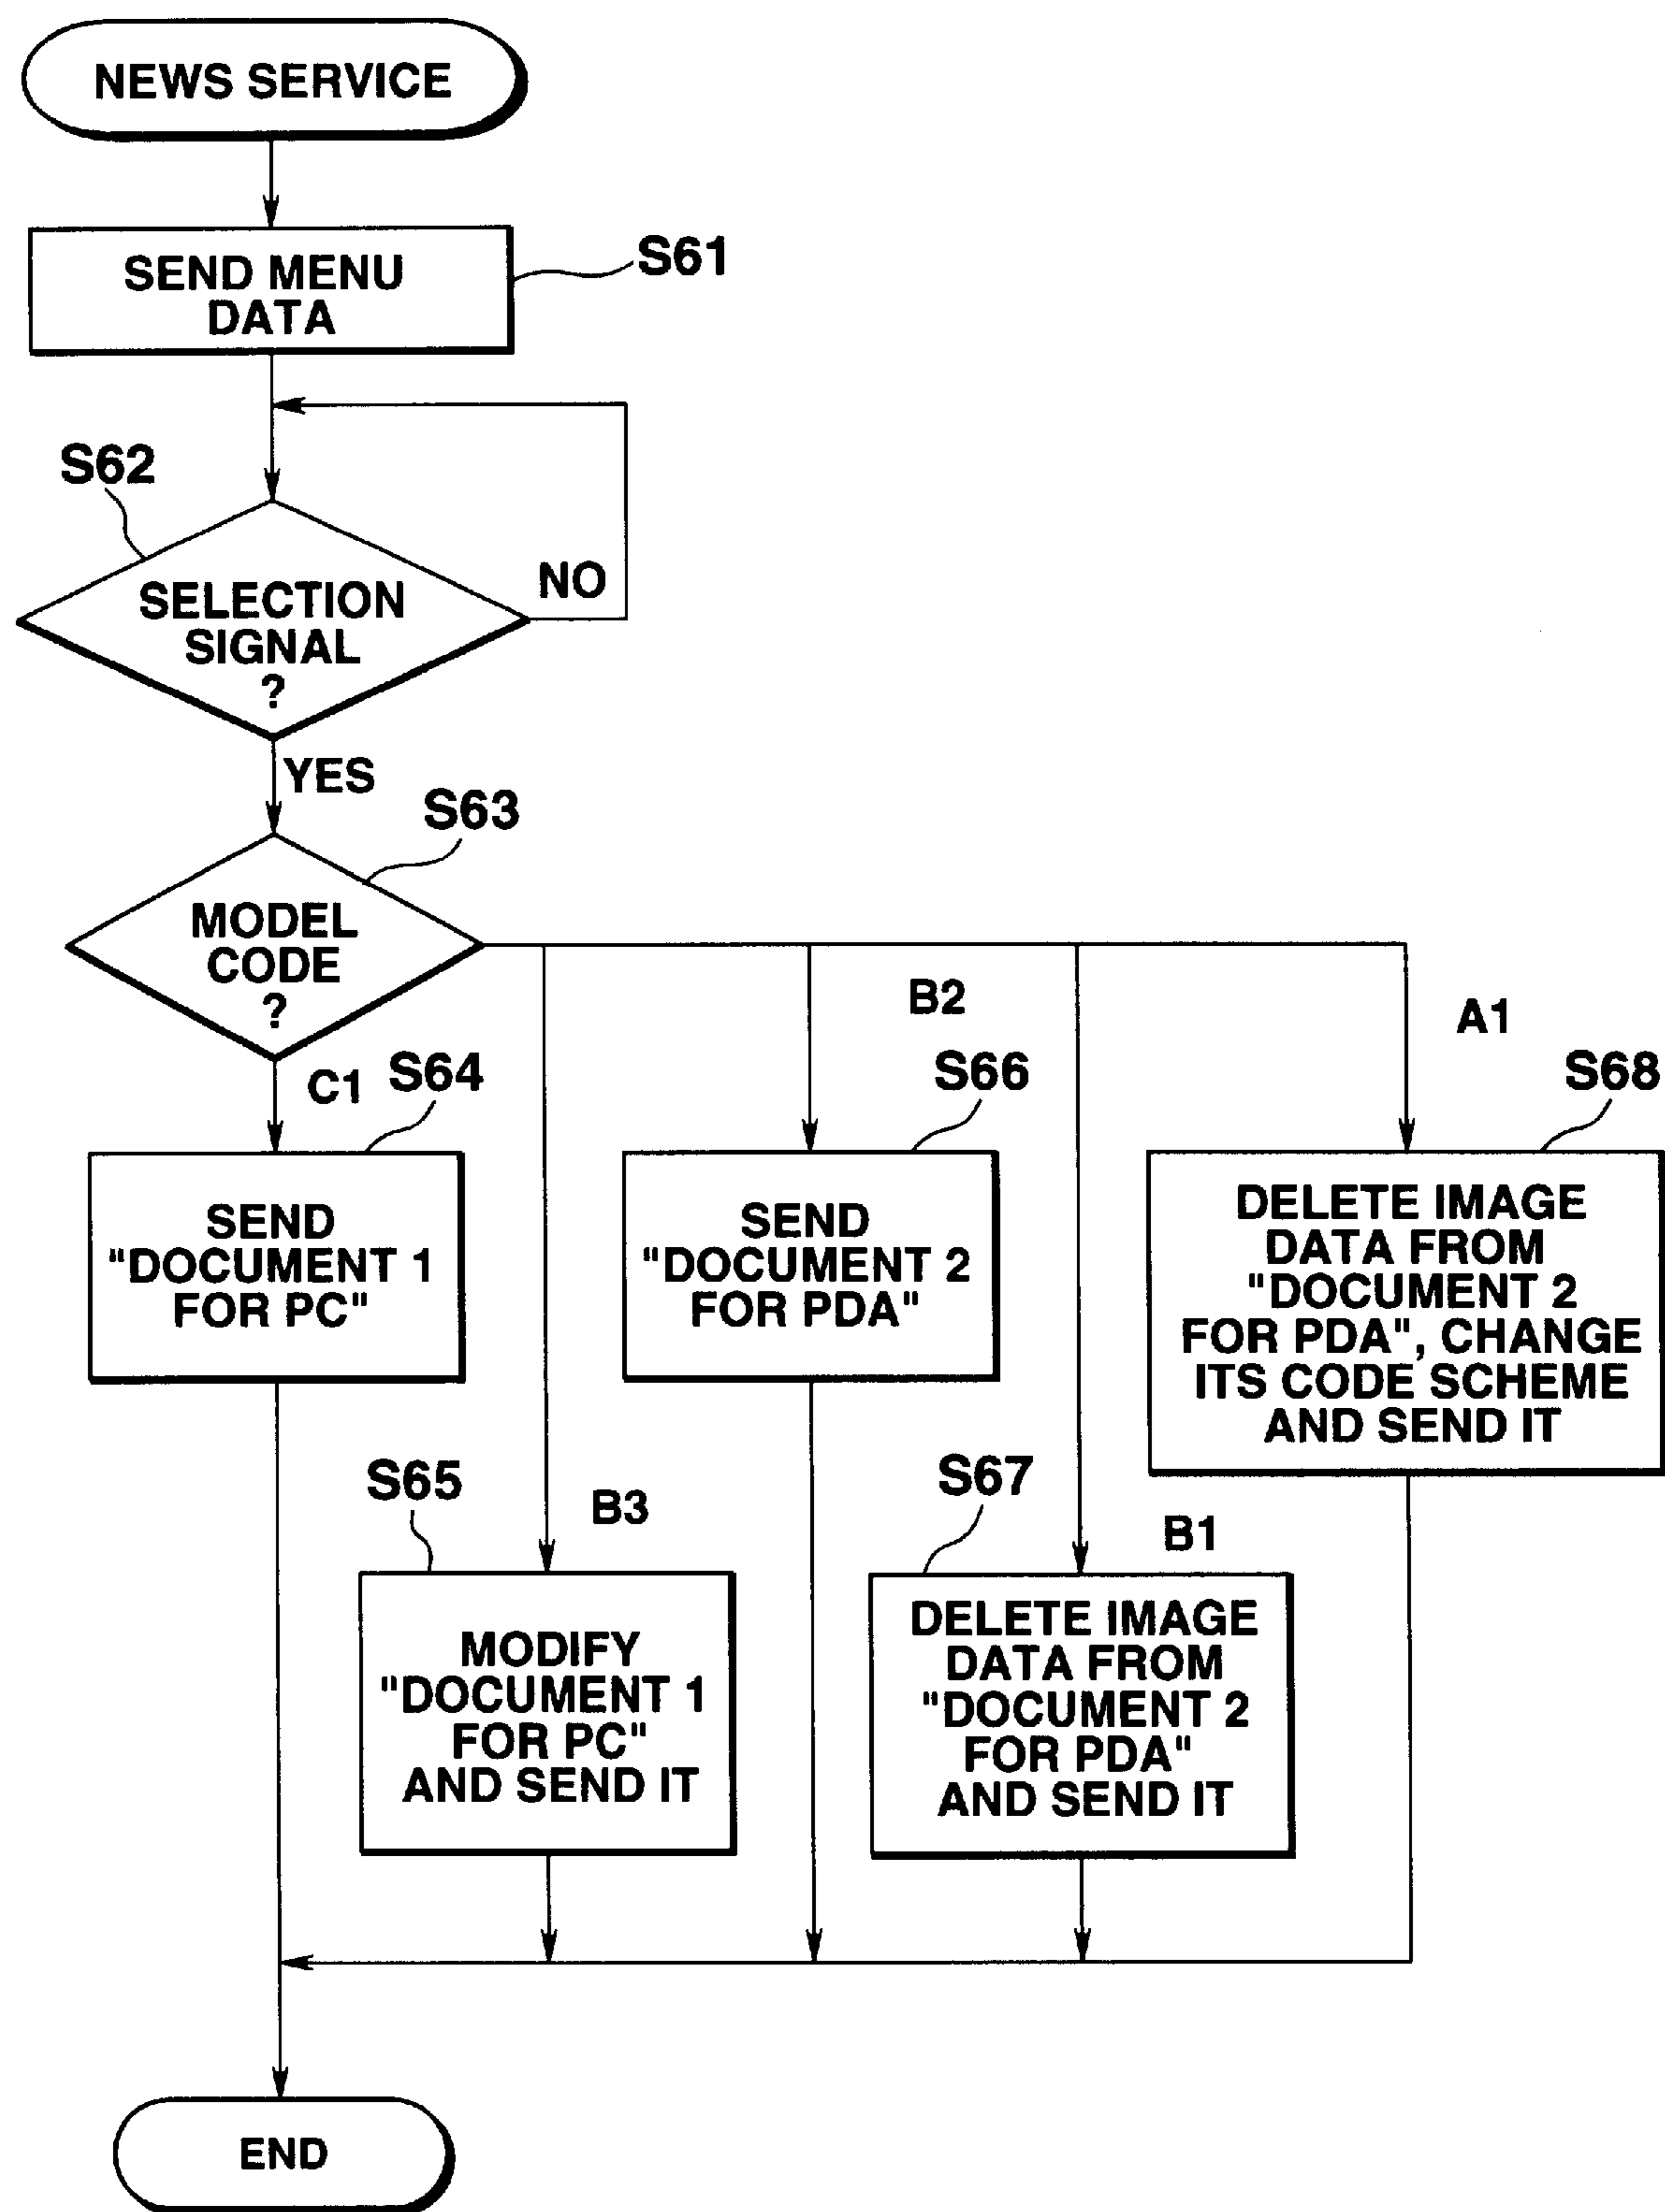 NEWS SERVICE
SEND MENU
DATA
S61
S62
SELECTION
SIGNAL
?
NO
YES
S63
MODEL
CODE
?
C1
B2
A1
S64
SEND
"DOCUMENT 1
FOR PC"
S66
SEND
"DOCUMENT 2
FOR PDA"
S68
DELETE IMAGE
DATA FROM
"DOCUMENT 2
FOR PDA", CHANGE
ITS CODE SCHEME
AND SEND IT
S65
B3
MODIFY
"DOCUMENT 1
FOR PC"
AND SEND IT
S67
B1
DELETE IMAGE
DATA FROM
"DOCUMENT 2
FOR PDA"
AND SEND IT
END